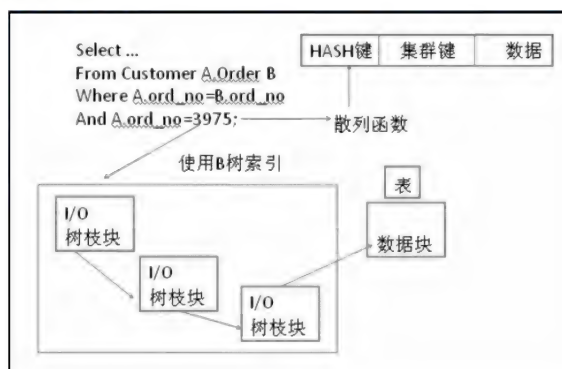 Select ...
From Customer A.Order B
Where A.ord_no=B.ord_no
And A.ord_no=3975;
HASH键 集群键 数据
散列函数
使用B树索引
表
I/O
树枝块
数据块
I/O
树枝块
I/O
树枝块